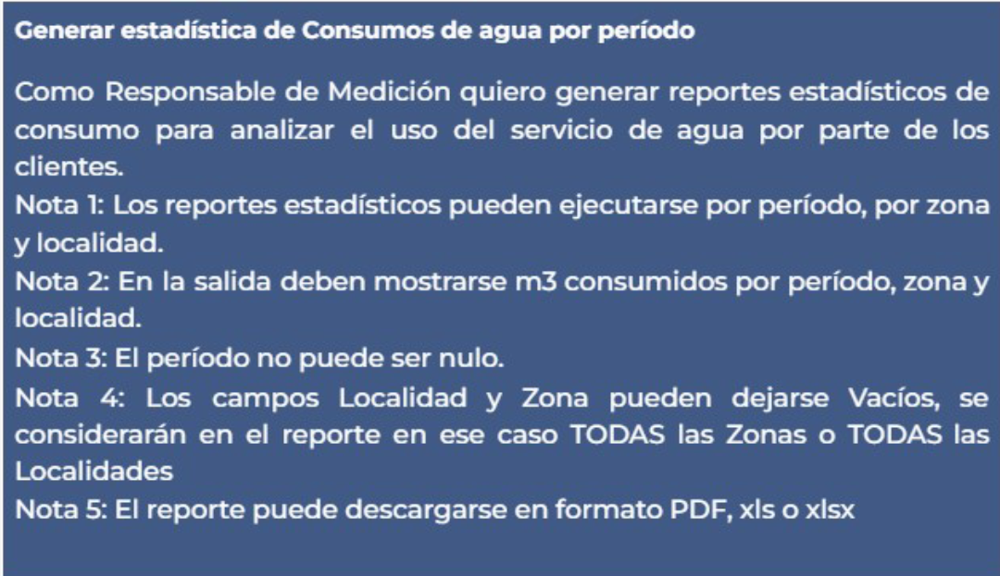 Generar estadística de Consumos de agua por período
Como Responsable de Medición quiero generar reportes estadísticos de
consumo para analizar el uso del servicio de agua por parte de los
clientes.
Nota 1: Los reportes estadísticos pueden ejecutarse por período, por zona
y localidad.
Nota 2: En la salida deben mostrarse m3 consumidos por período, zona y
localidad.
Nota 3: El período no puede ser nulo.
Nota 4: Los campos Localidad y Zona pueden dejarse Vacíos, se
considerarán en el reporte en ese caso TODAS las Zonas o TODAS las
Localidades
Nota 5: El reporte puede descargarse en formato PDF, xls o xlsx